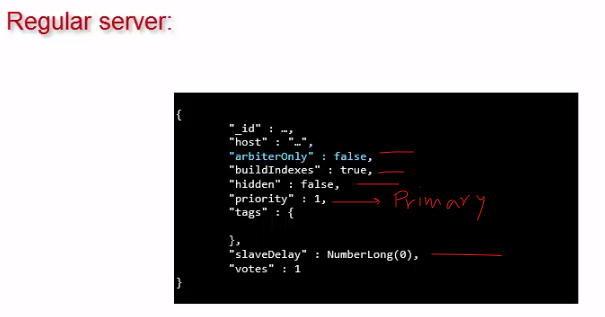 Regular server:
{
"_id" : …,
"host" : "…",
"arbiterOnly" : false,
"buildIndexes" : true,
"hidden" : false,
"priority" : 1, → Primary
"tags" : {
},
"slaveDelay" : NumberLong(0),
"votes" : 1
}